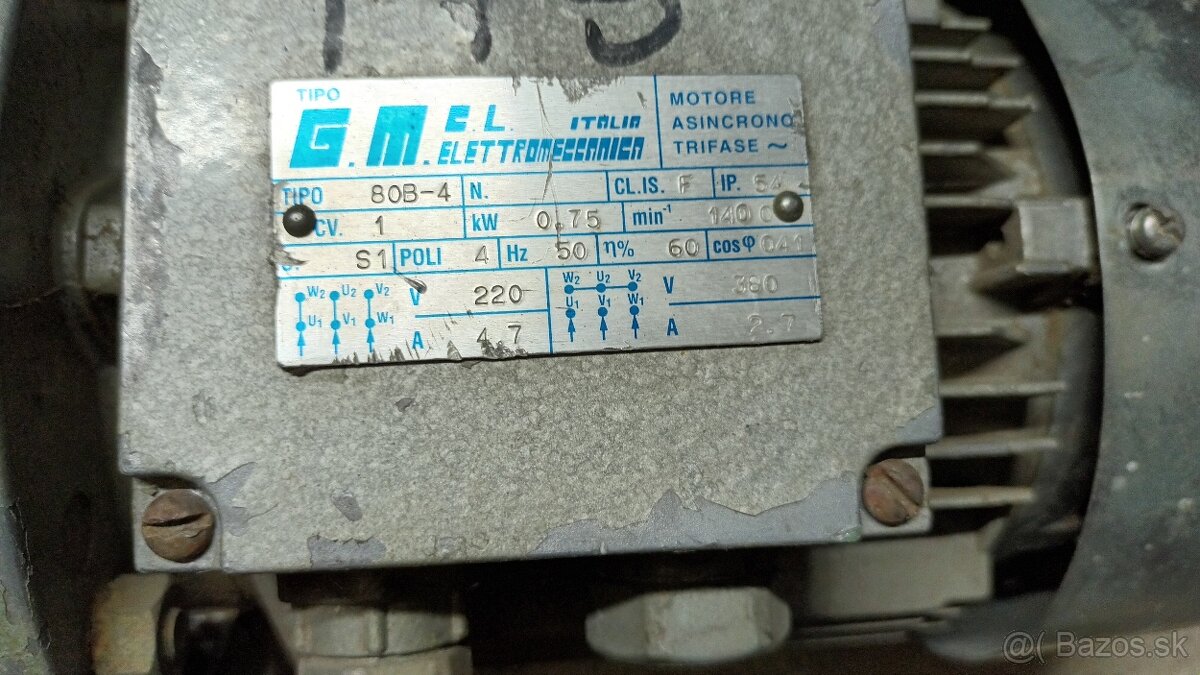 TIPO
G.M. E.L. ITALIA
ELETTROMECCANICA
MOTORE
ASINCRONO
TRIFASE ~
TIPO 80B-4 N. CL.IS. F IP. 54
CV. 1 kW 0.75 min⁻¹ 1400
S1 POLI 4 Hz 50 η% 60 cosφ
W2 U2 V2 V 220 W2 U2 V2 V 380
U1 V1 W1 A 4.7 U1 V1 W1 A 2.7
@( Bazos.sk